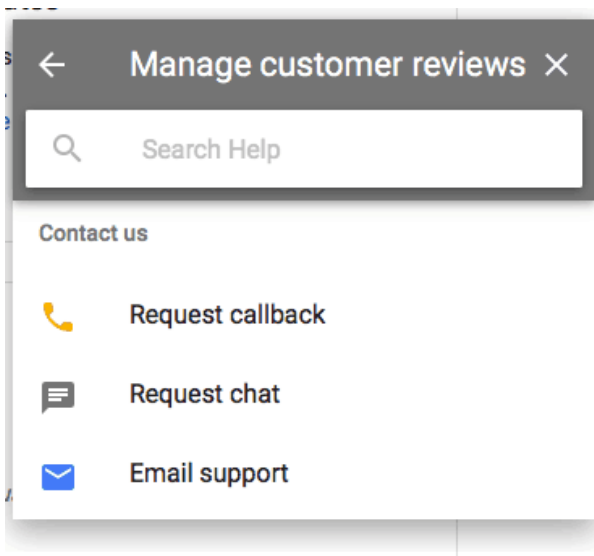 Manage customer reviews
Search Help
Contact us
Request callback
Request chat
Email support